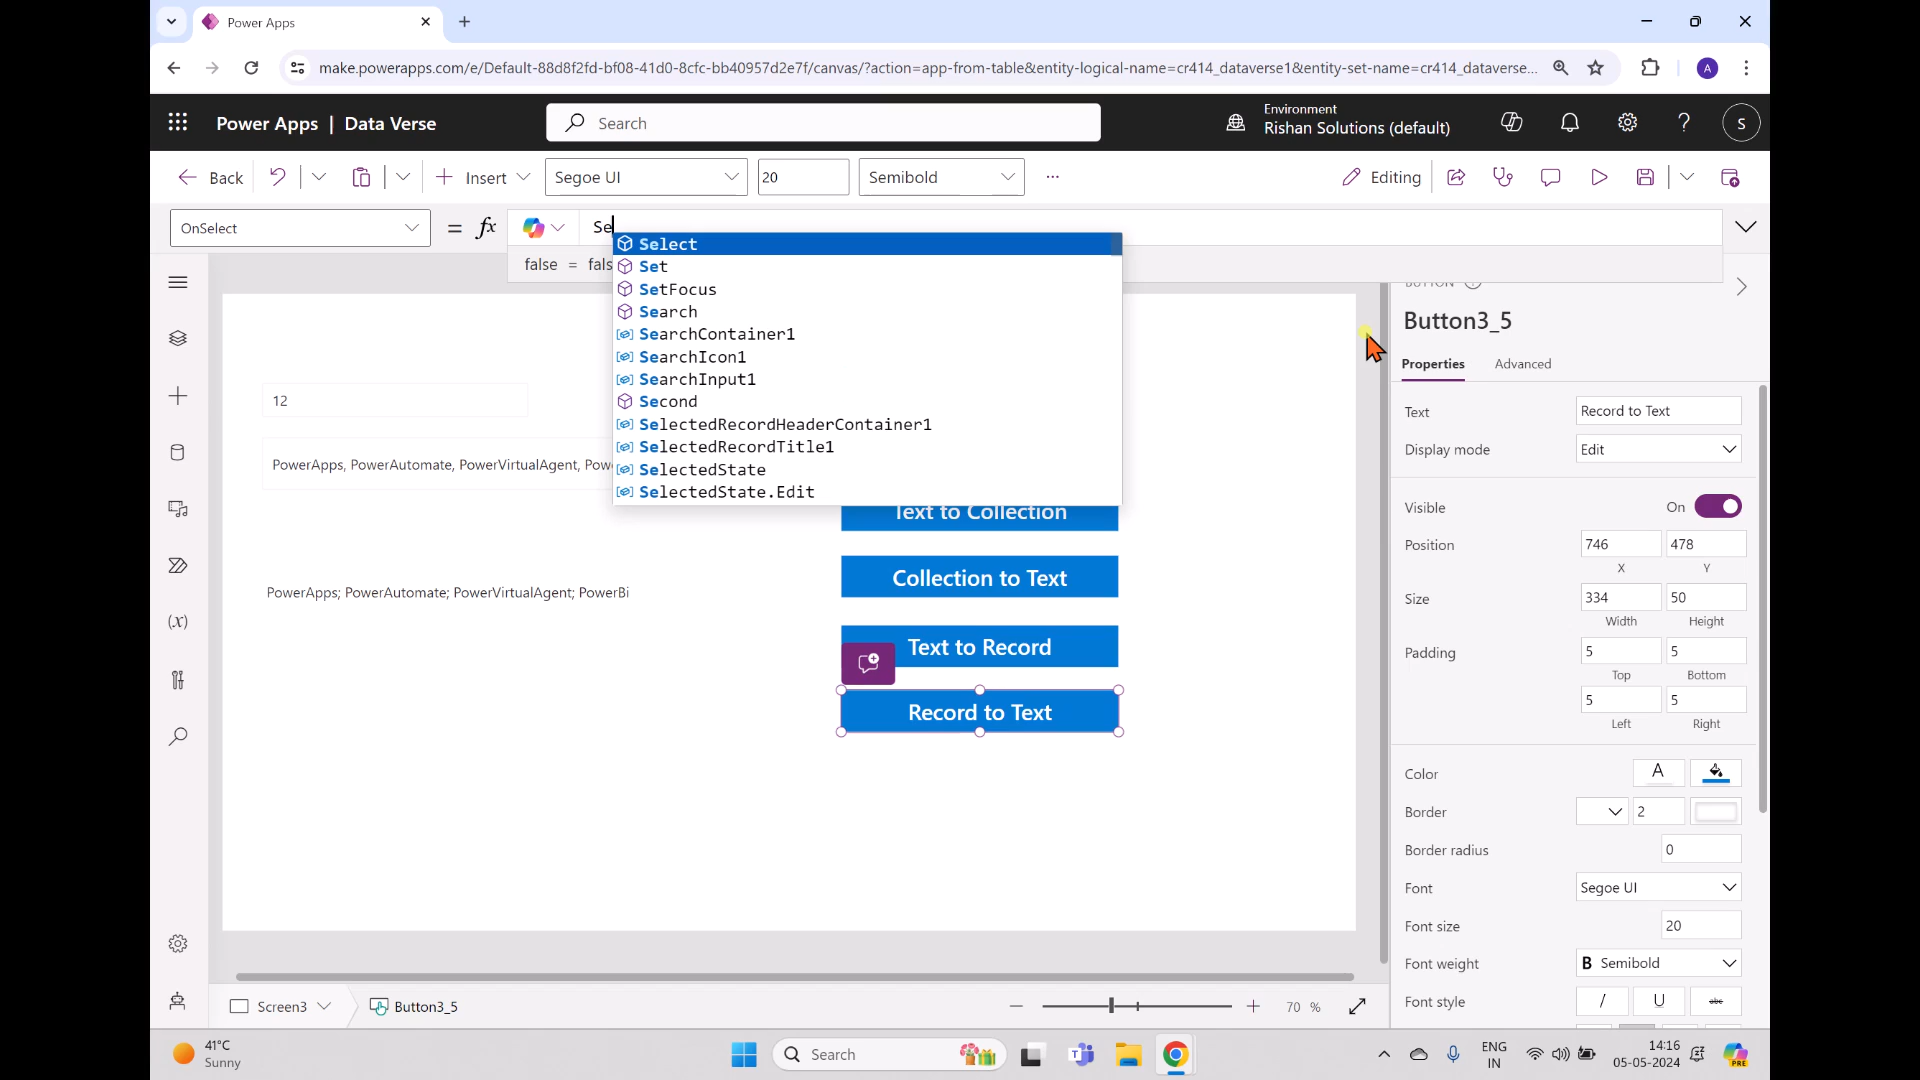 Power Apps
make.powerapps.com/e/Default-88d8f2fd-bf08-41d0-8cfc-bb40957d2e7f/canvas/?action=app-from-table&entity-logical-name=cr414_dataverse1&entity-set-name=cr414_dataverse...
A
Power Apps | Data Verse
Search
Environment
Rishan Solutions (default)
?
S
Back
Insert
Segoe UI
20
Semibold
...
Editing
OnSelect
= fx
Se
false = fals
Select
Set
SetFocus
Search
SearchContainer1
SearchIcon1
SearchInput1
Second
SelectedRecordHeaderContainer1
SelectedRecordTitle1
SelectedState
SelectedState.Edit
12
PowerApps, PowerAutomate, PowerVirtualAgent, Pow
PowerApps; PowerAutomate; PowerVirtualAgent; PowerBi
Text to Collection
Collection to Text
Text to Record
Record to Text
BUTTON
Button3_5
Properties
Advanced
Text
Record to Text
Display mode
Edit
Visible
On
Position
746
478
X
Y
Size
334
50
Width
Height
Padding
5
5
Top
Bottom
5
5
Left
Right
Color
A
Border
2
Border radius
0
Font
Segoe UI
Font size
20
Font weight
B Semibold
Font style
/
U
abc
(x)
Screen3
Button3_5
70 %
41°C
Sunny
Search
ENG
IN
14:16
05-05-2024
PRE